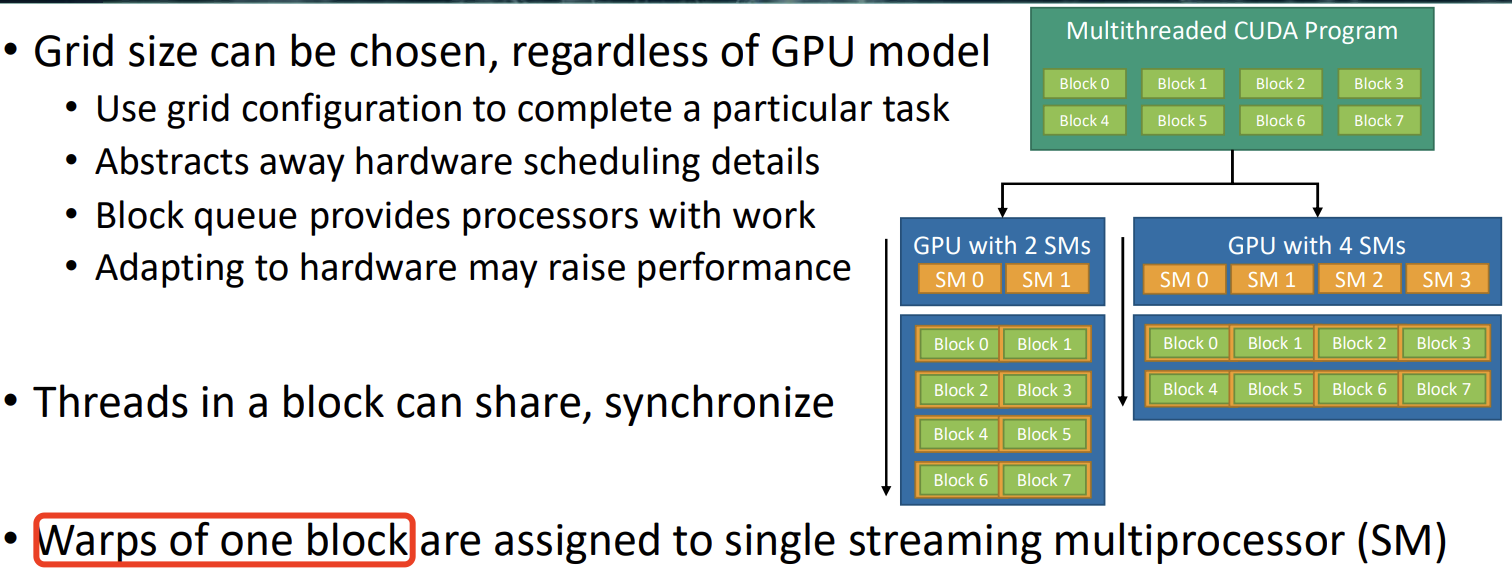 • Grid size can be chosen, regardless of GPU model
• Use grid configuration to complete a particular task
• Abstracts away hardware scheduling details
• Block queue provides processors with work
• Adapting to hardware may raise performance
• Threads in a block can share, synchronize
• Warps of one block are assigned to single streaming multiprocessor (SM)
Multithreaded CUDA Program
Block 0 Block 1 Block 2 Block 3
Block 4 Block 5 Block 6 Block 7
GPU with 2 SMs
SM 0 SM 1
Block 0 Block 1
Block 2 Block 3
Block 4 Block 5
Block 6 Block 7
GPU with 4 SMs
SM 0 SM 1 SM 2 SM 3
Block 0 Block 1 Block 2 Block 3
Block 4 Block 5 Block 6 Block 7